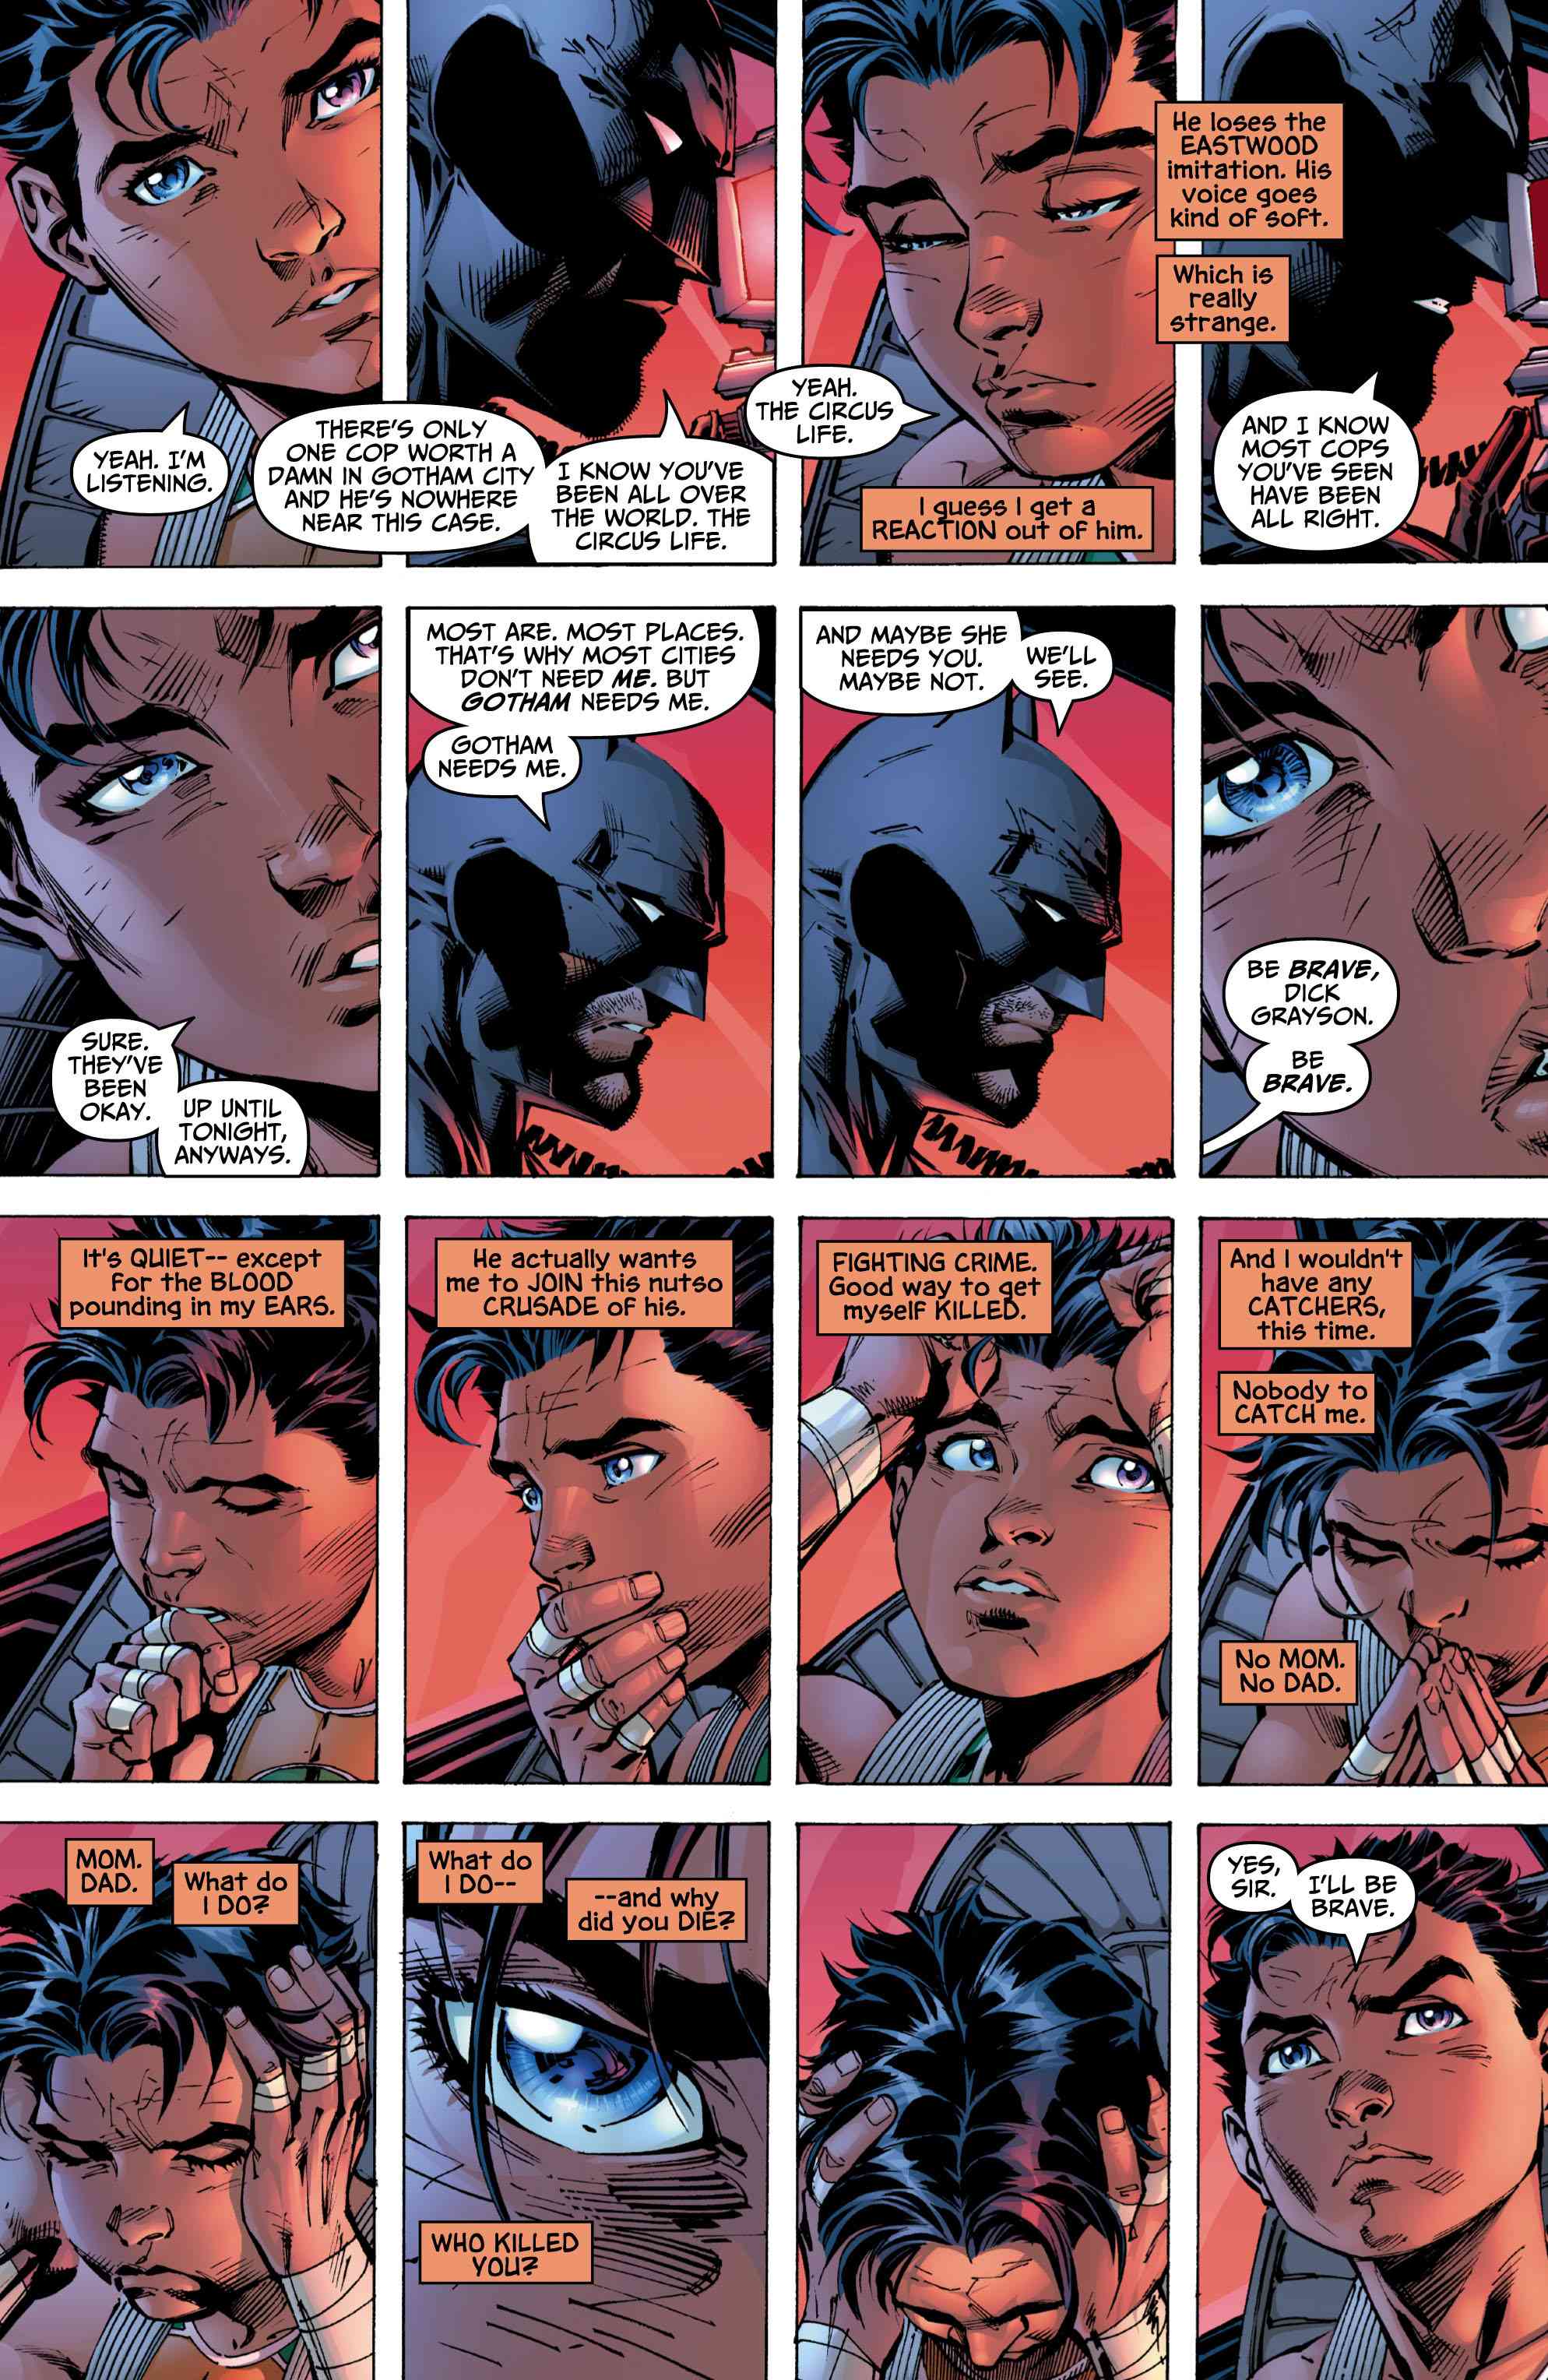 YEAH. I'M
LISTENING.
THERE'S ONLY
ONE COP WORTH A
DAMN IN GOTHAM CITY
AND HE'S NOWHERE
NEAR THIS CASE.
I KNOW YOU'VE
BEEN ALL OVER
THE WORLD. THE
CIRCUS LIFE.
YEAH.
THE CIRCUS
LIFE.
I guess I get a
REACTION out of him.
He loses the
EASTWOOD
imitation. His
voice goes
kind of soft.
Which is
really
strange.
AND I KNOW
MOST COPS
YOU'VE SEEN
HAVE BEEN
ALL RIGHT.
SURE.
THEY'VE
BEEN
OKAY.
UP UNTIL
TONIGHT,
ANYWAYS.
MOST ARE. MOST PLACES.
THAT'S WHY MOST CITIES
DON'T NEED ME. BUT
GOTHAM NEEDS ME.
GOTHAM
NEEDS ME.
AND MAYBE SHE
NEEDS YOU.
MAYBE NOT.
WE'LL
SEE.
BE BRAVE,
DICK
GRAYSON.
BE
BRAVE.
It's QUIET-- except
for the BLOOD
pounding in my EARS.
He actually wants
me to JOIN this nutso
CRUSADE of his.
FIGHTING CRIME.
Good way to get
myself KILLED.
And I wouldn't
have any
CATCHERS,
this time.
Nobody to
CATCH me.
No MOM.
No DAD.
MOM.
DAD.
What do
I DO?
What do
I DO--
--and why
did you DIE?
WHO KILLED
YOU?
YES,
SIR.
I'LL BE
BRAVE.